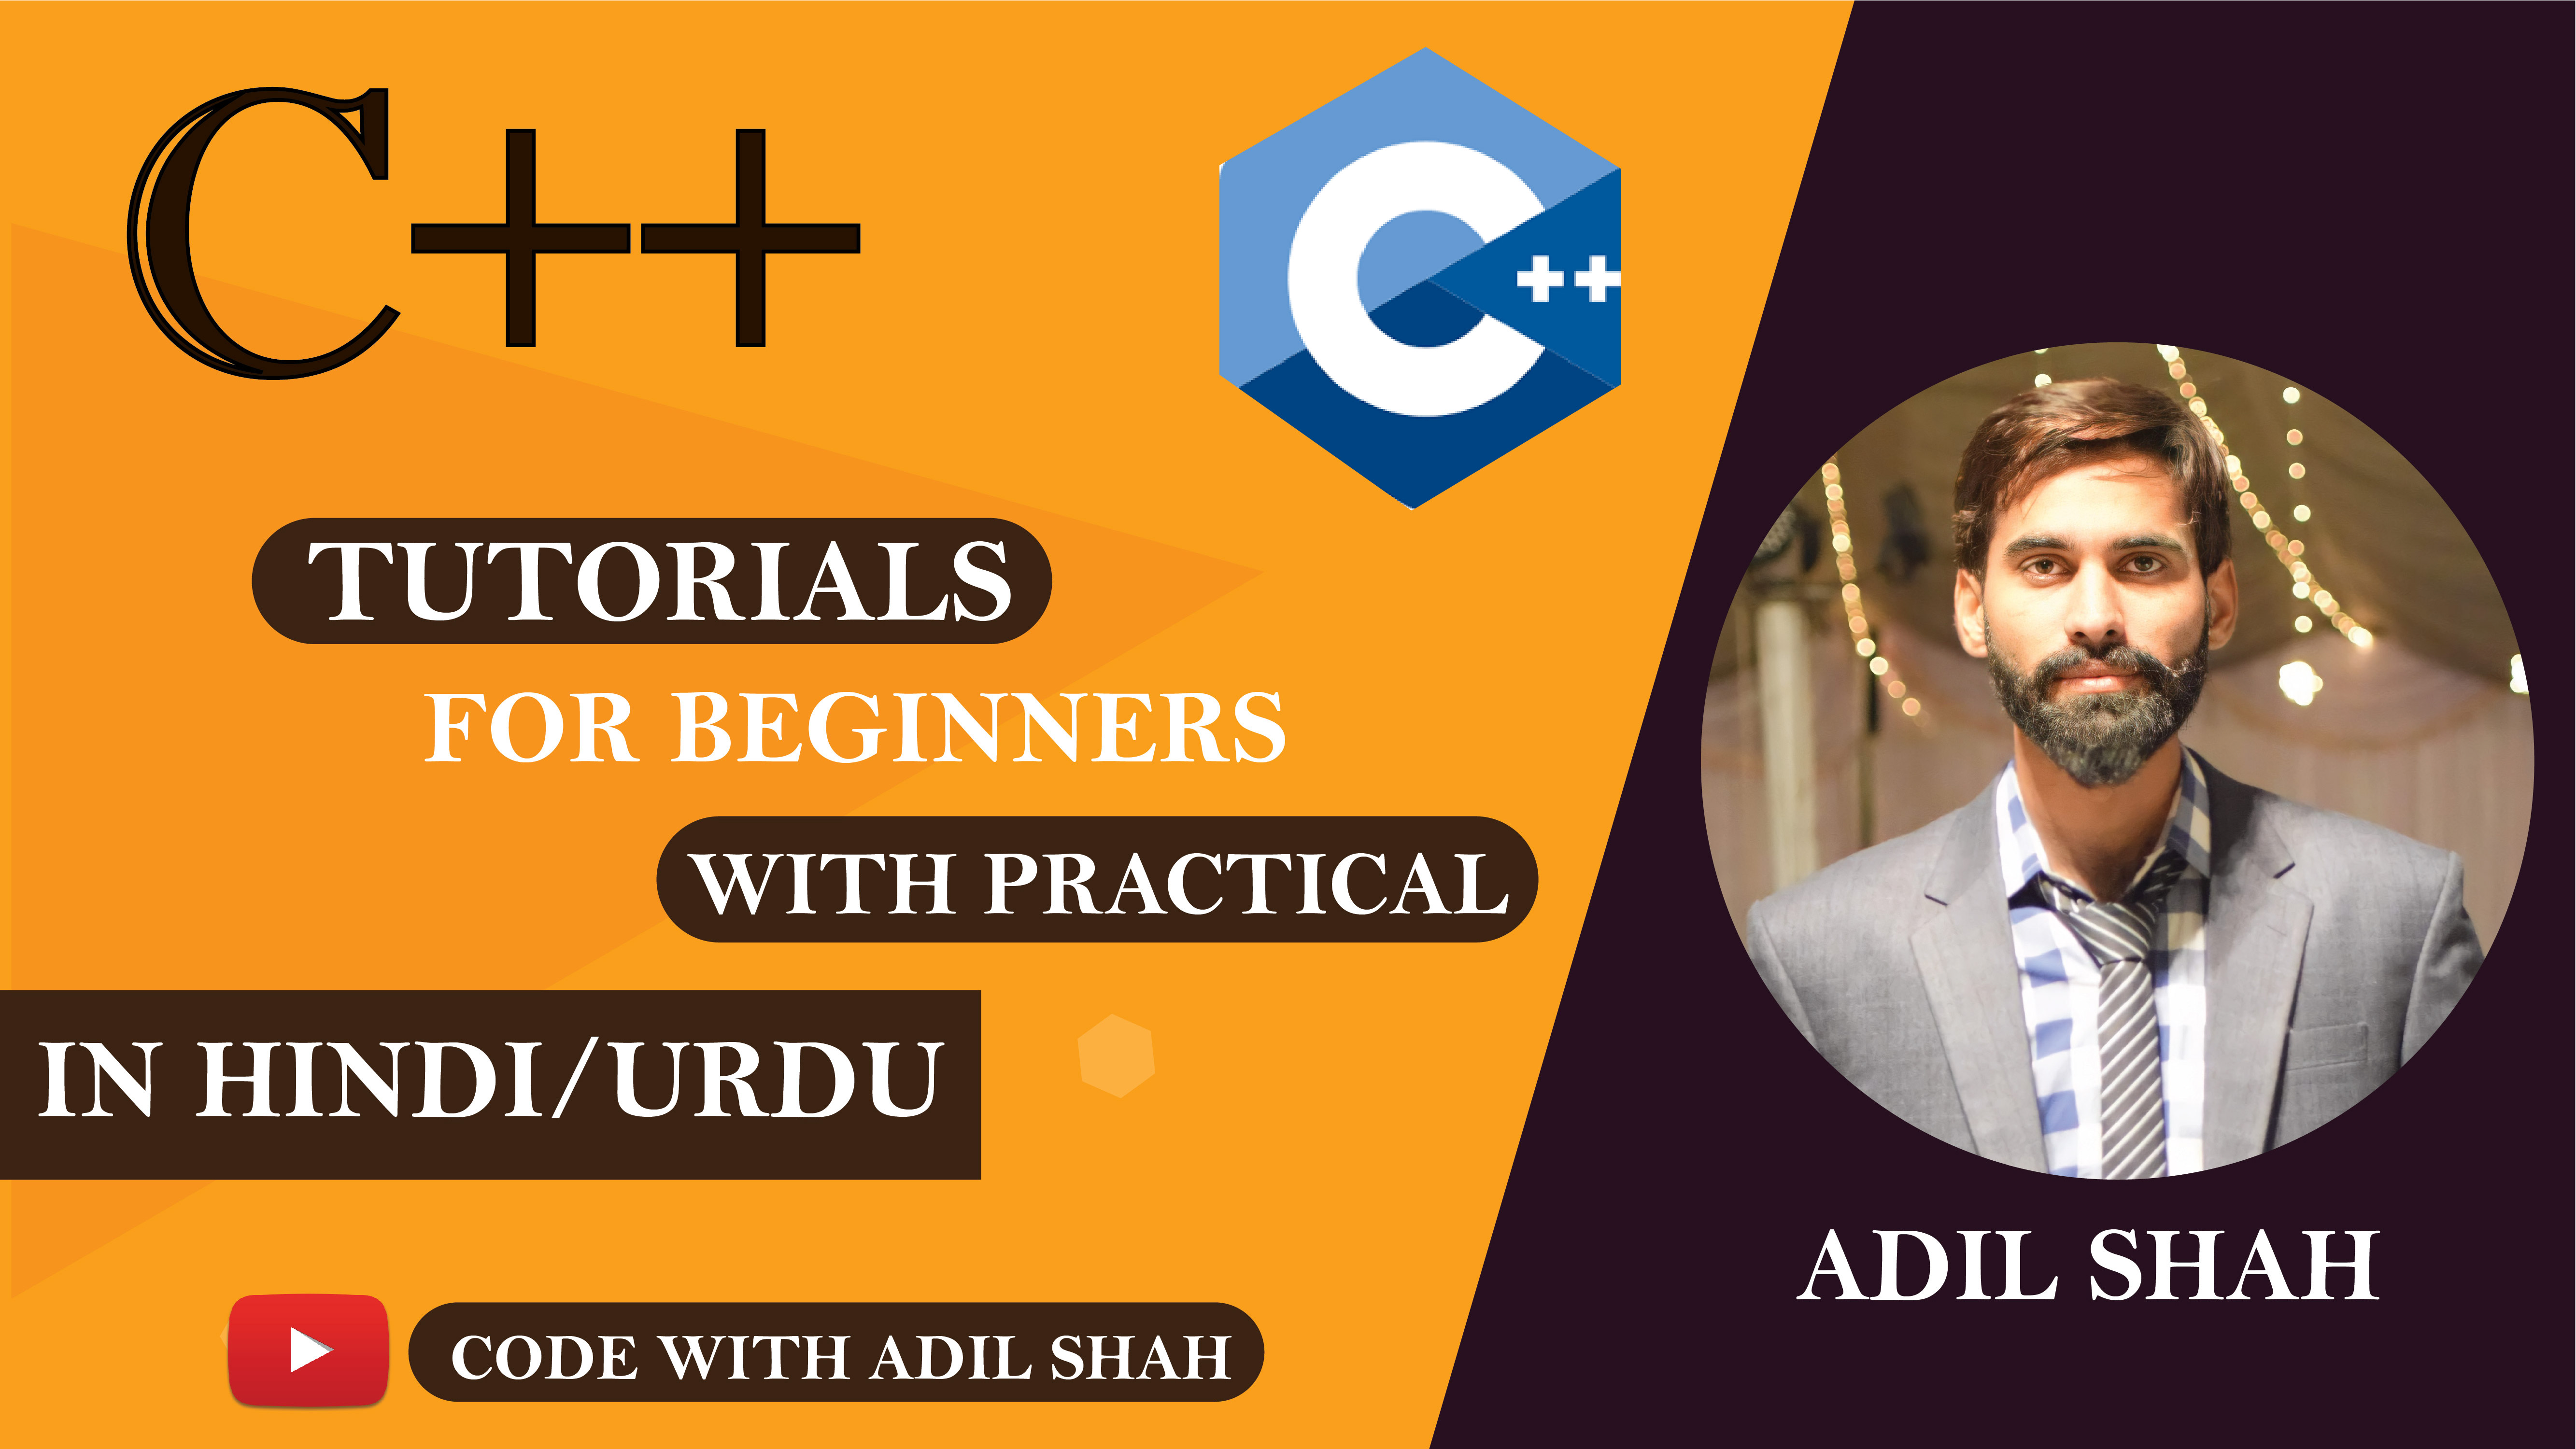 C++
C ++
TUTORIALS
FOR BEGINNERS
WITH PRACTICAL
IN HINDI/URDU
CODE WITH ADIL SHAH
ADIL SHAH